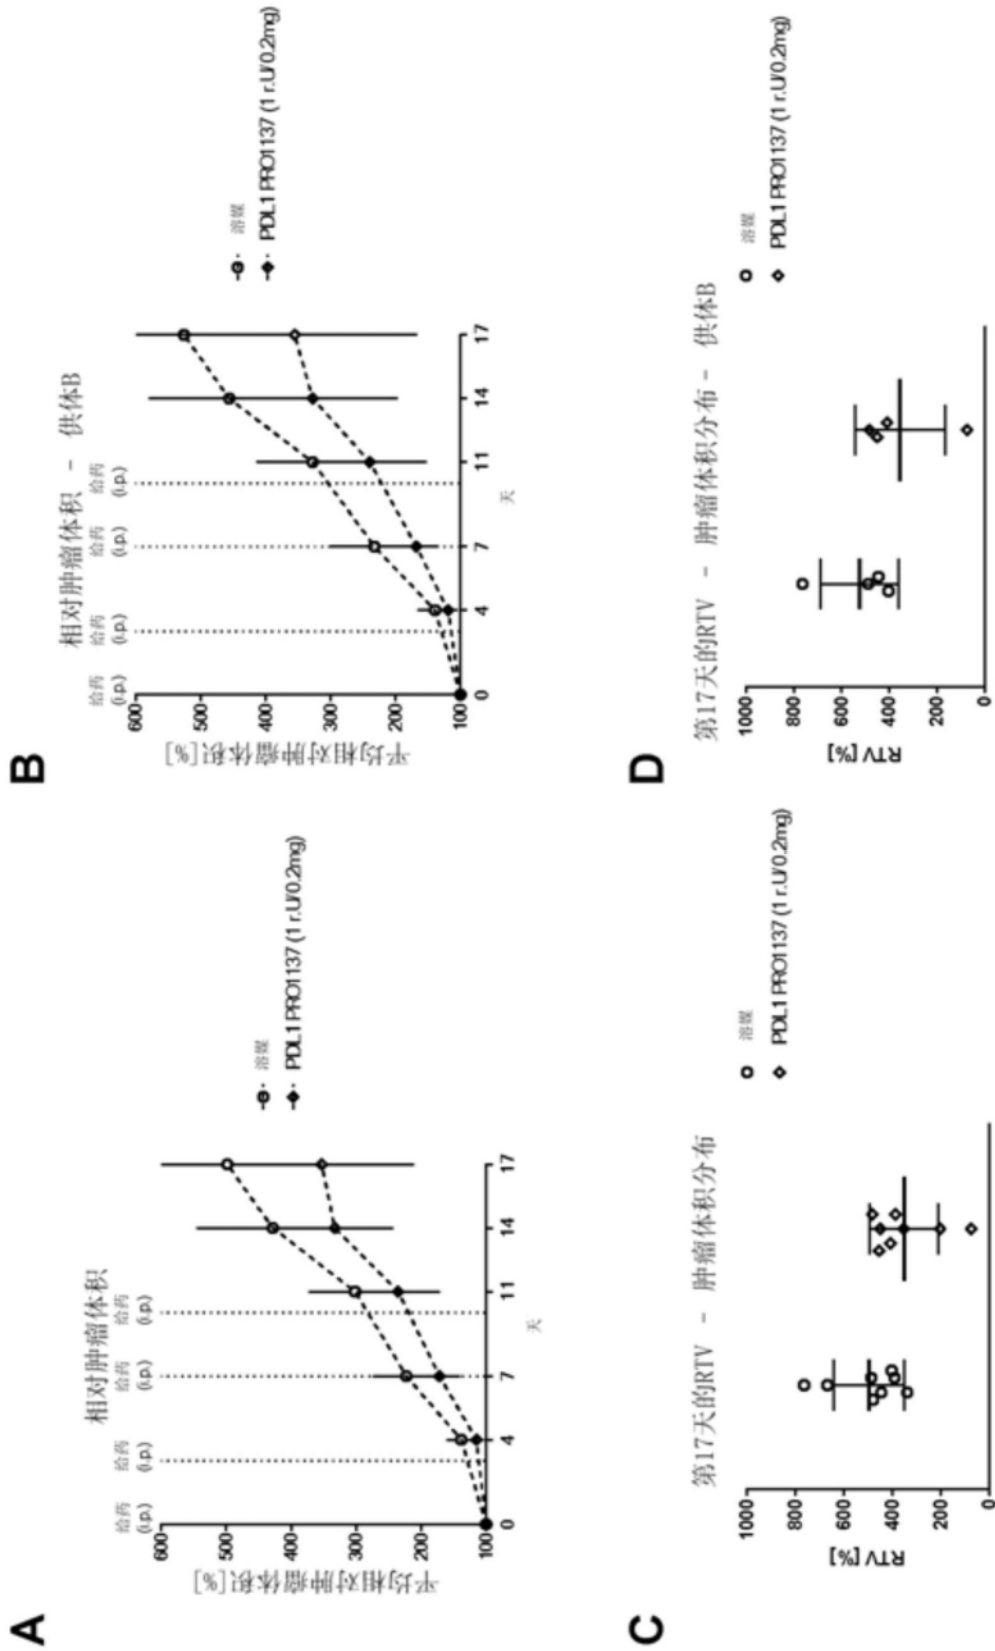 A
相对肿瘤体积
给药 给药 给药 给药
(i.p.) (i.p.) (i.p.) (i.p.)
平均相对肿瘤体积 [%]
600
500
400
300
200
100
0 4 7 11 14 17
天
溶媒
PDL1 PRO1137 (1 r.U/0.2mg)
B
相对肿瘤体积 - 供体B
给药 给药 给药 给药
(i.p.) (i.p.) (i.p.) (i.p.)
平均相对肿瘤体积 [%]
600
500
400
300
200
100
0 4 7 11 14 17
天
溶媒
PDL1 PRO1137 (1 r.U/0.2mg)
C
第17天的RTV - 肿瘤体积分布
RTV [%]
1000
800
600
400
200
0
溶媒
PDL1 PRO1137 (1 r.U/0.2mg)
D
第17天的RTV - 肿瘤体积分布- 供体B
RTV [%]
1000
800
600
400
200
0
溶媒
PDL1 PRO1137 (1 r.U/0.2mg)